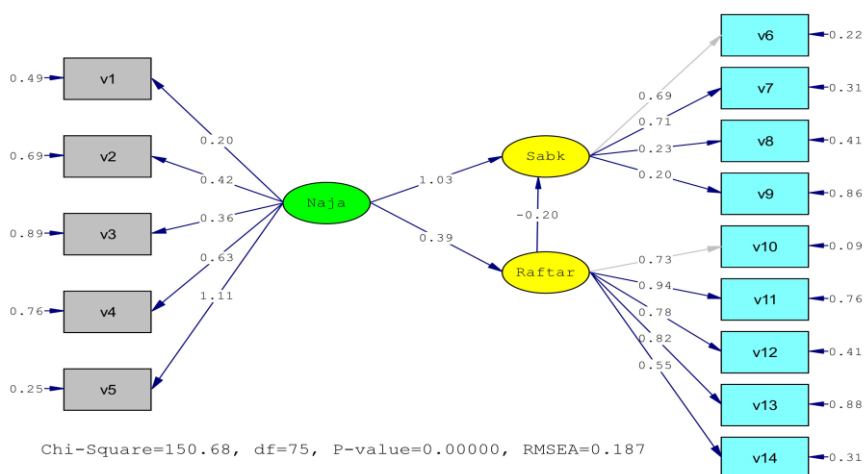 v6
0.22
v1
0.49
0.69
v7
0.31
0.71
v2
0.69
0.20
Sabk
0.23
v8
0.41
0.42
1.03
0.20
v9
0.86
v3
0.89
0.36
Naja
-0.20
0.63
0.39
v10
0.09
0.73
v4
0.76
1.11
Raftar
0.94
v11
0.76
0.78
v12
0.41
0.82
v5
0.25
0.55
v13
0.88
Chi-Square=150.68, df=75, P-value=0.00000, RMSEA=0.187
v14
0.31